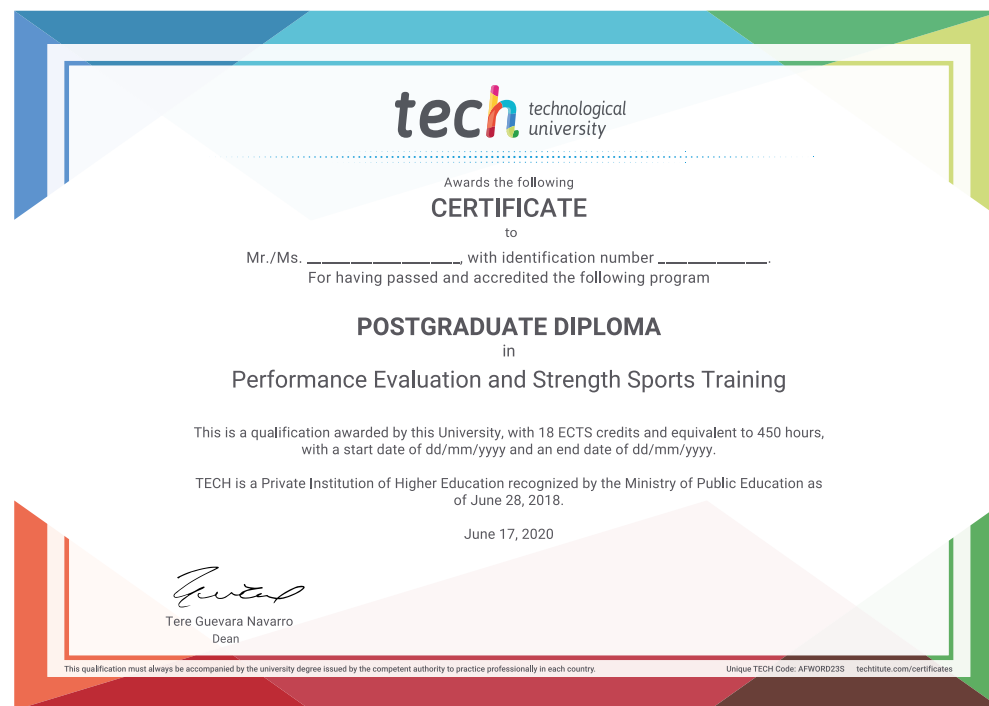 tech technological
university
Awards the following
CERTIFICATE
to
Mr./Ms. ____________________, with identification number ______________.
For having passed and accredited the following program
POSTGRADUATE DIPLOMA
in
Performance Evaluation and Strength Sports Training
This is a qualification awarded by this University, with 18 ECTS credits and equivalent to 450 hours,
with a start date of dd/mm/yyyy and an end date of dd/mm/yyyy.
TECH is a Private Institution of Higher Education recognized by the Ministry of Public Education as
of June 28, 2018.
June 17, 2020
Tere Guevara Navarro
Dean
This qualification must always be accompanied by the university degree issued by the competent authority to practice professionally in each country.
Unique TECH Code: AFWORD23S techtitute.com/certificates